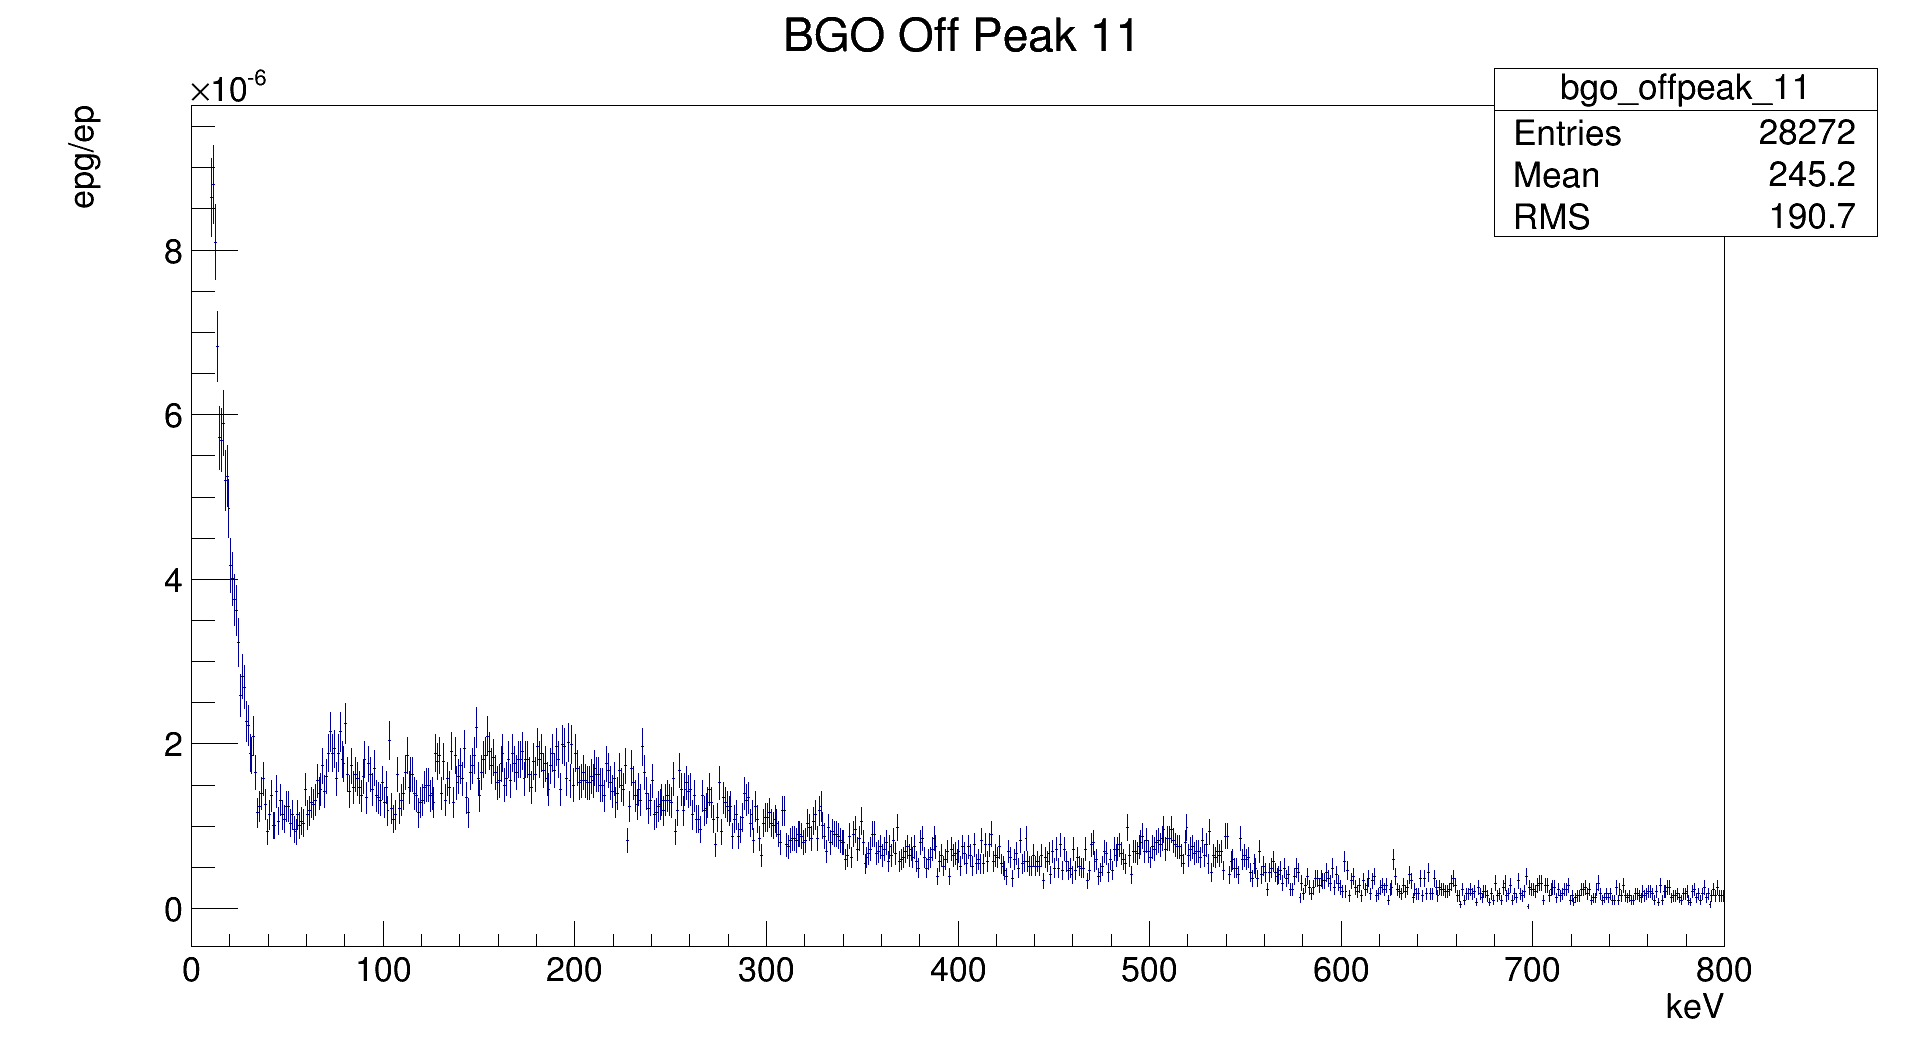 BGO Off Peak 11
×10-6
epg/ep
bgo_offpeak_11
Entries 28272
Mean 245.2
RMS 190.7
8
6
4
2
0
0 100 200 300 400 500 600 700 800
keV